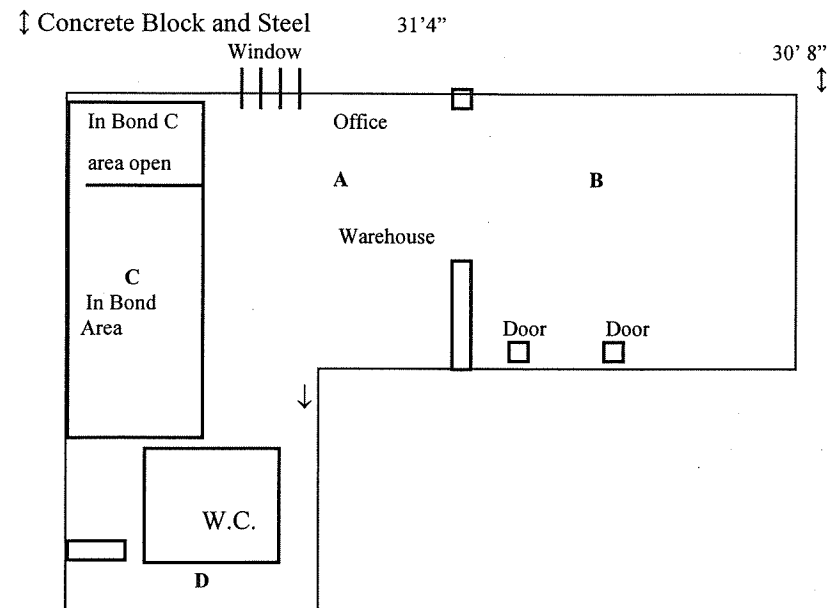 ↕ Concrete Block and Steel
31'4”
Window
30’ 8”
↕
In Bond C
Office
area open
A
B
Warehouse
C
In Bond
Area
Door
Door
↓
W.C.
D